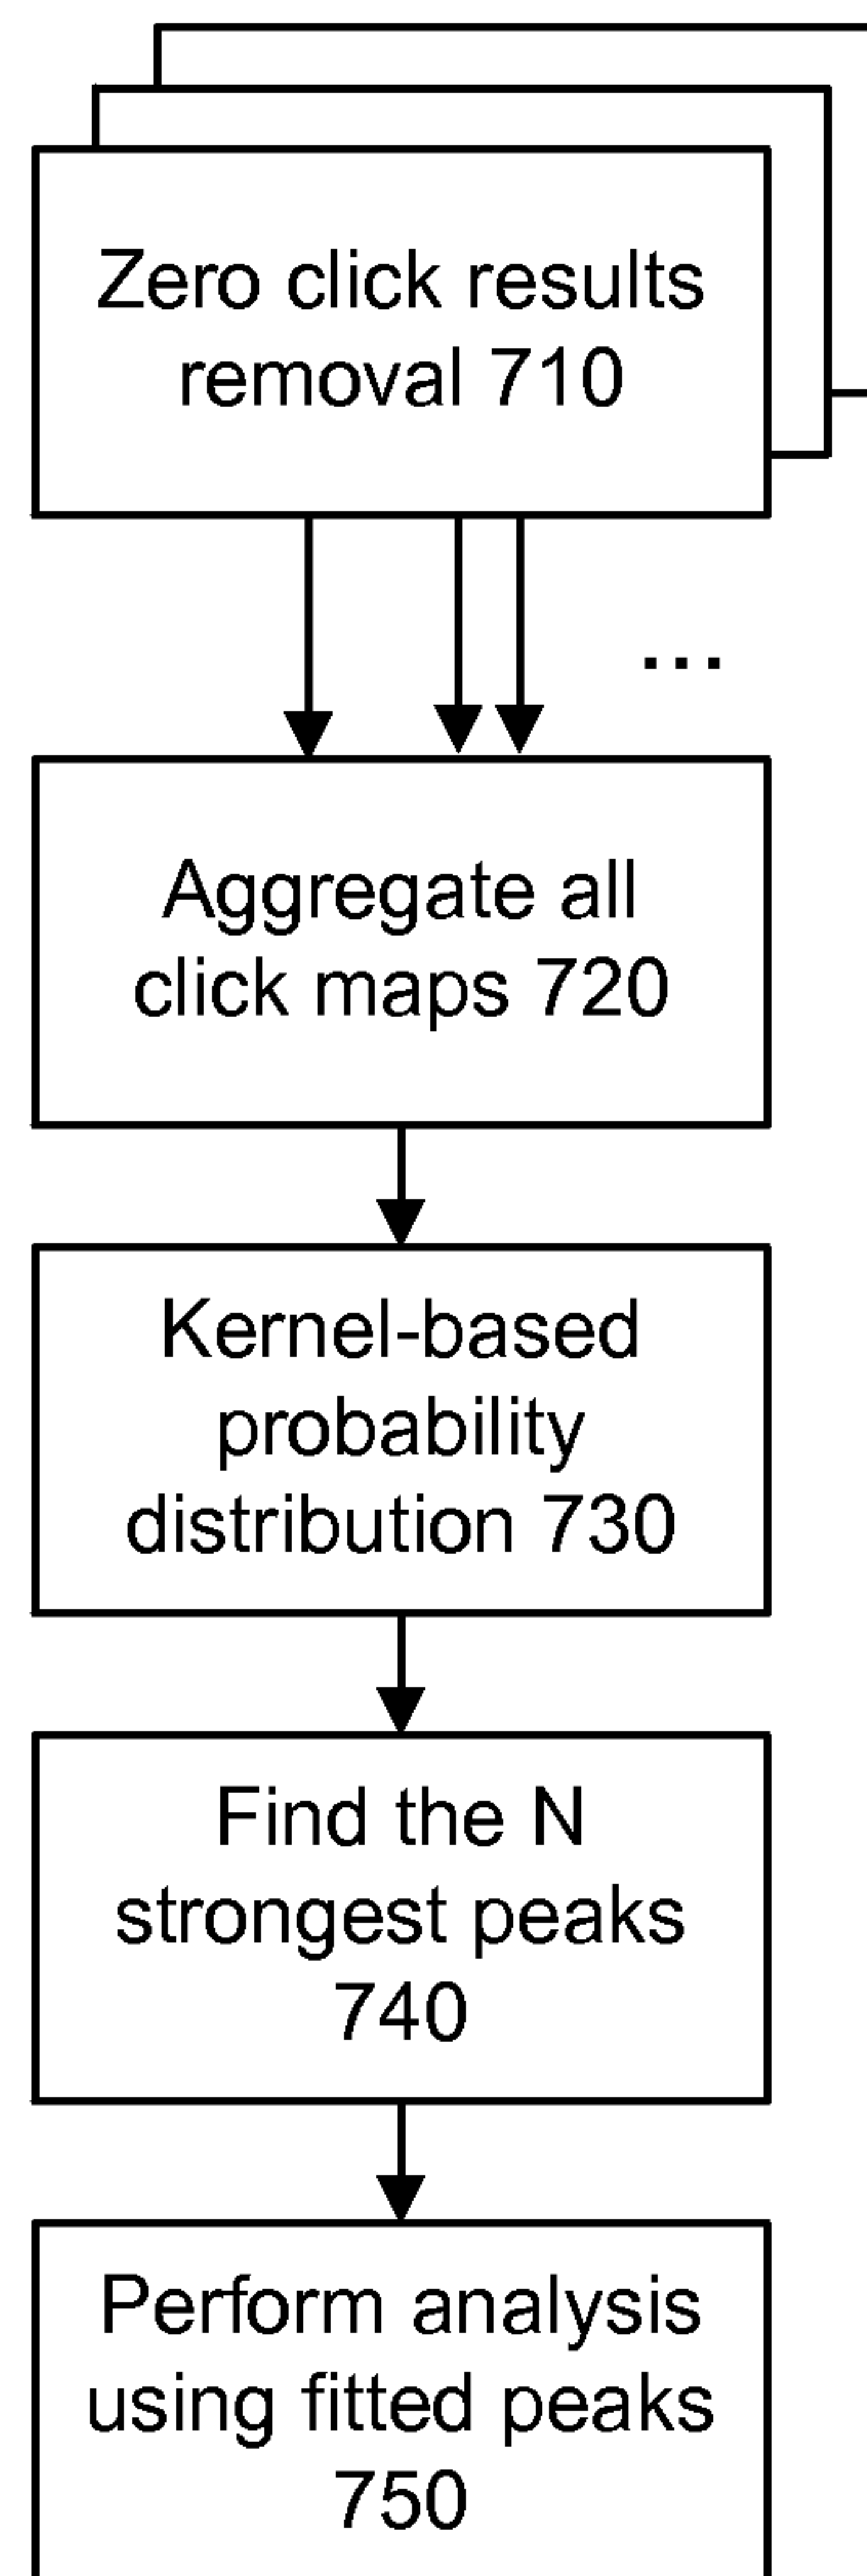 Zero click results
removal 710
...
Aggregate all
click maps 720
Kernel-based
probability
distribution 730
Find the N
strongest peaks
740
Perform analysis
using fitted peaks
750